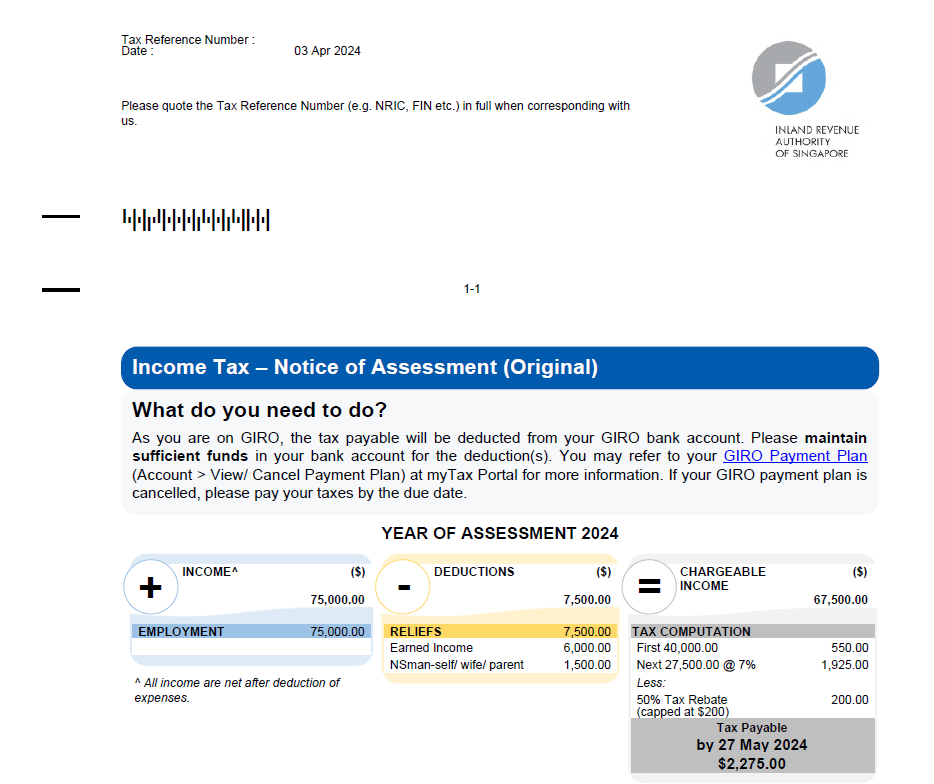 Tax Reference Number :
Date : 03 Apr 2024
INLAND REVENUE
AUTHORITY
OF SINGAPORE
Please quote the Tax Reference Number (e.g. NRIC, FIN etc.) in full when corresponding with
us.
1-1
Income Tax – Notice of Assessment (Original)
What do you need to do?
As you are on GIRO, the tax payable will be deducted from your GIRO bank account. Please maintain
sufficient funds in your bank account for the deduction(s). You may refer to your GIRO Payment Plan
(Account > View/ Cancel Payment Plan) at myTax Portal for more information. If your GIRO payment plan is
cancelled, please pay your taxes by the due date.
YEAR OF ASSESSMENT 2024
+ INCOME^ ($)
75,000.00
EMPLOYMENT 75,000.00
^ All income are net after deduction of
expenses.
- DEDUCTIONS ($)
7,500.00
RELIEFS 7,500.00
Earned Income 6,000.00
NSman-self/ wife/ parent 1,500.00
= CHARGEABLE ($)
INCOME
67,500.00
TAX COMPUTATION
First 40,000.00 550.00
Next 27,500.00 @ 7% 1,925.00
Less:
50% Tax Rebate 200.00
(capped at $200)
Tax Payable
by 27 May 2024
$2,275.00